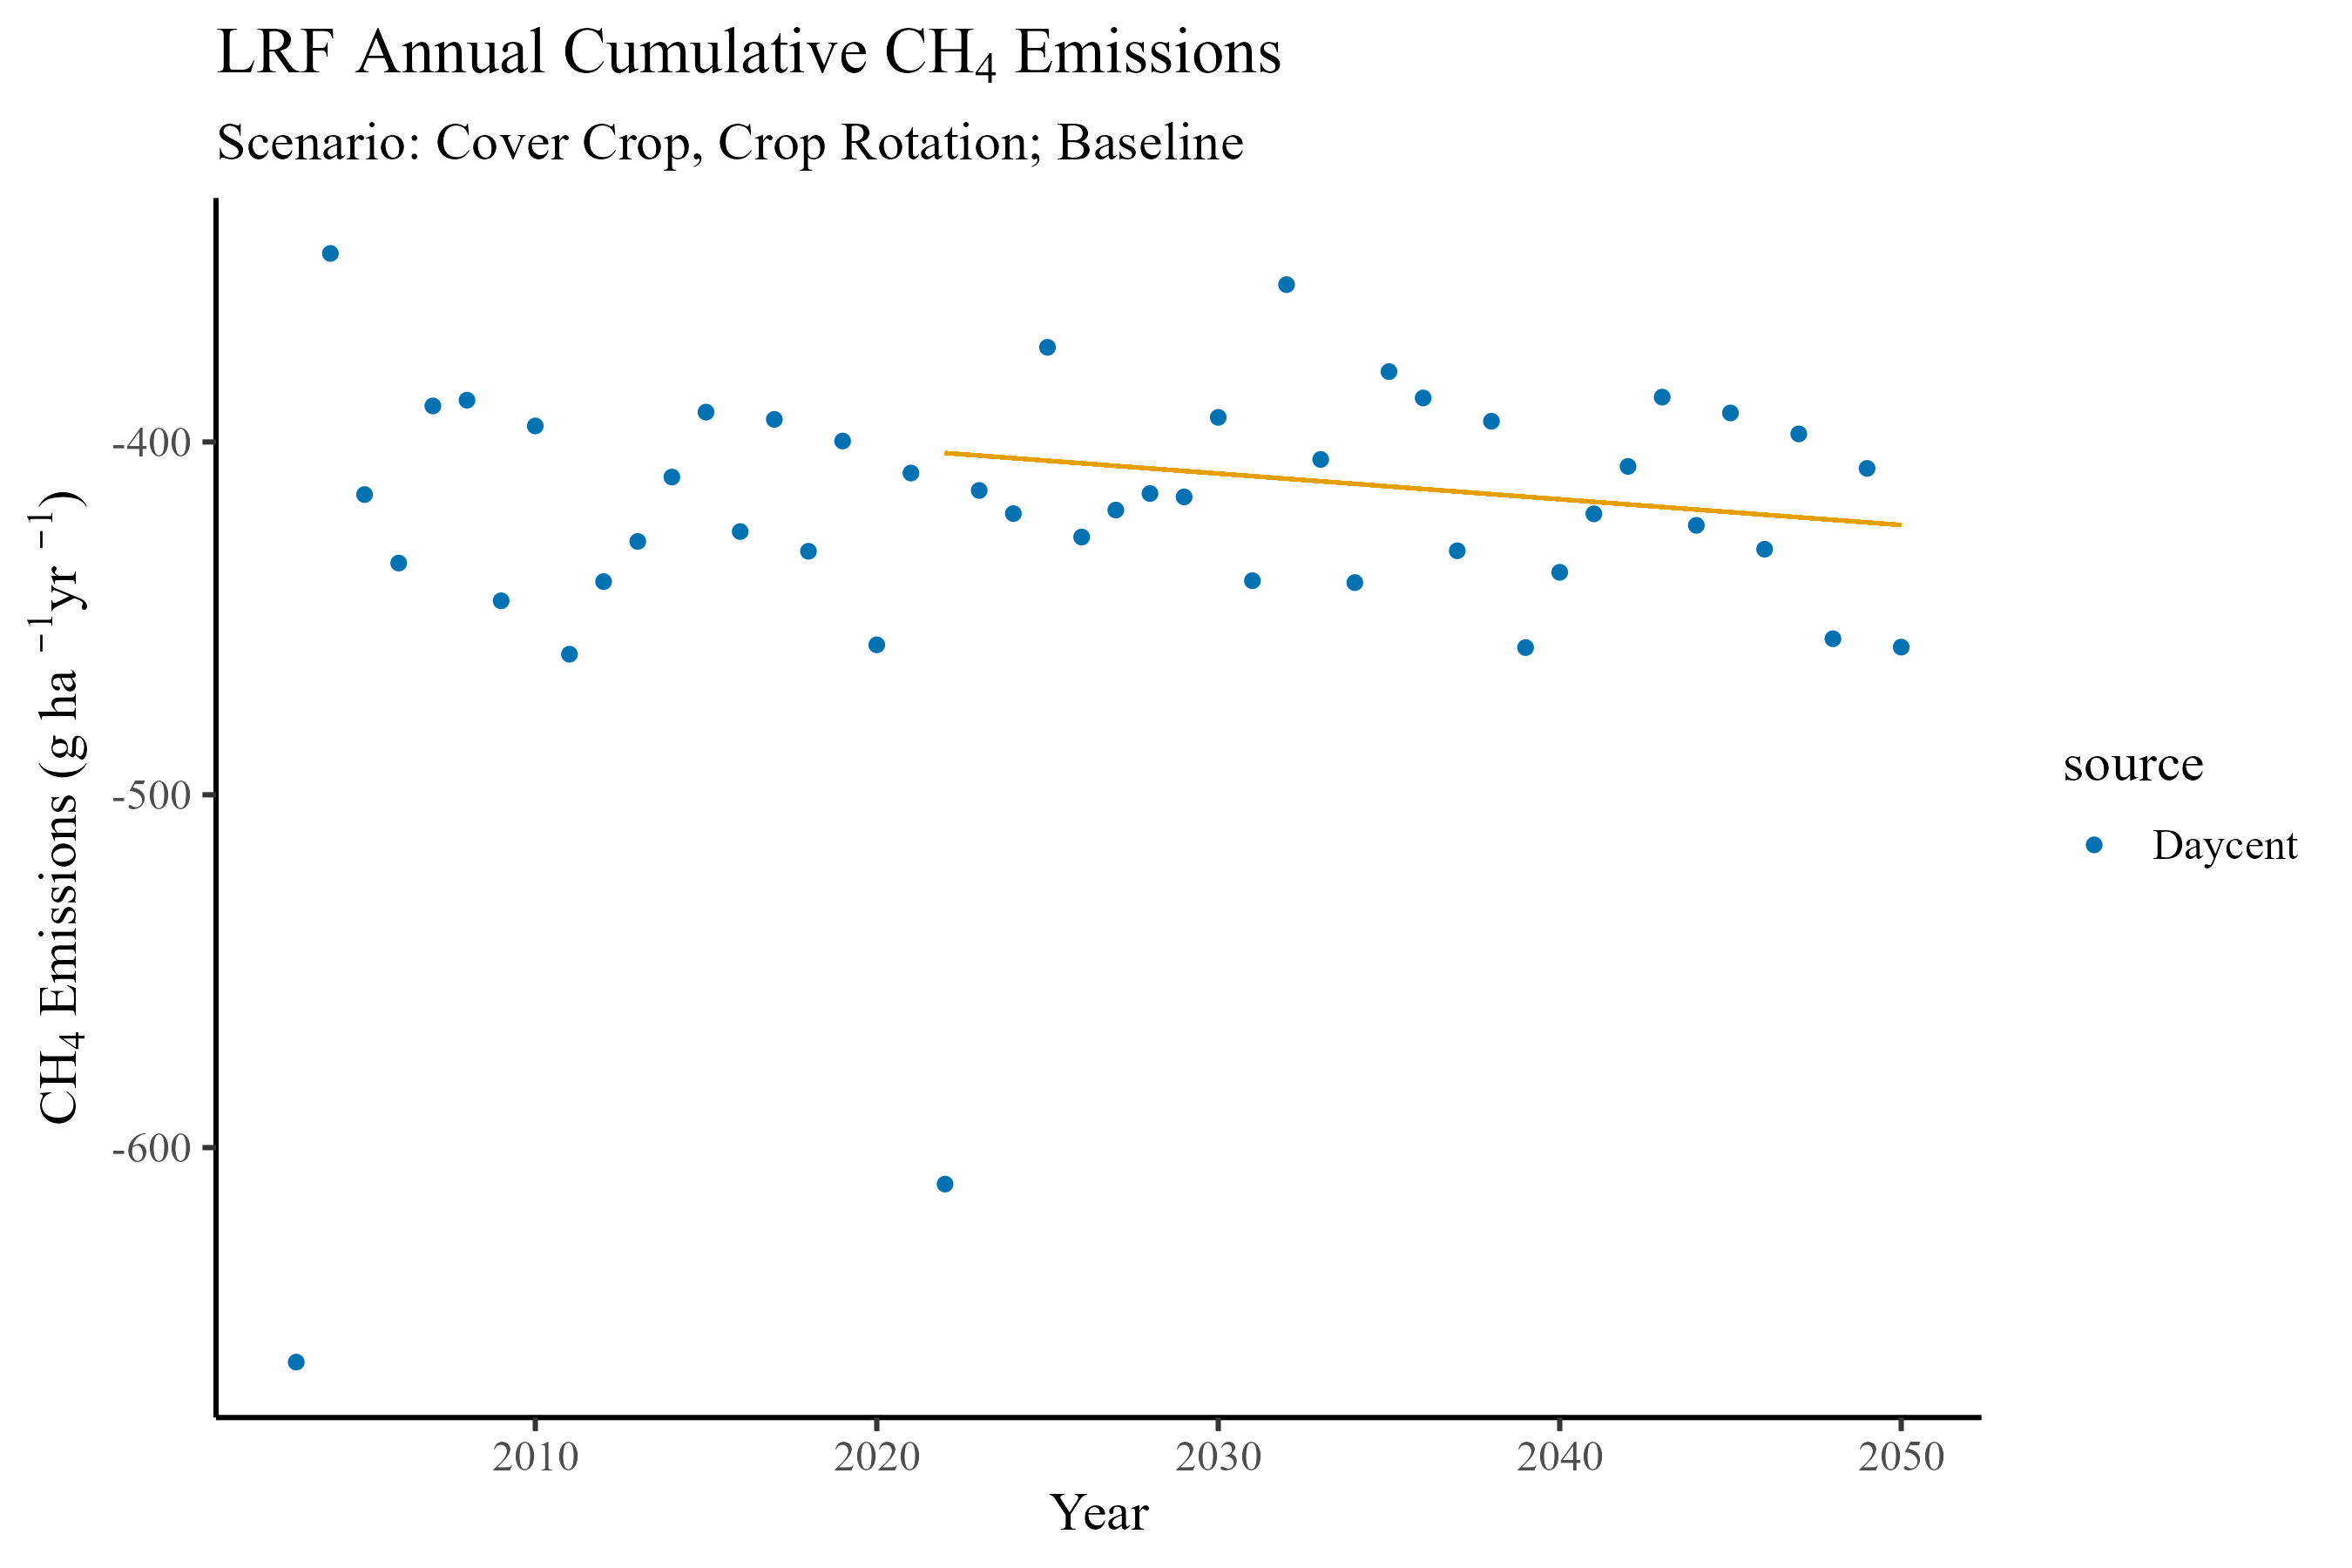 LRF Annual Cumulative CH₄ Emissions
Scenario: Cover Crop, Crop Rotation; Baseline
CH₄ Emissions (g ha ⁻¹yr ⁻¹)
-400
-500
-600
2010 2020 2030 2040 2050
Year
source
Daycent